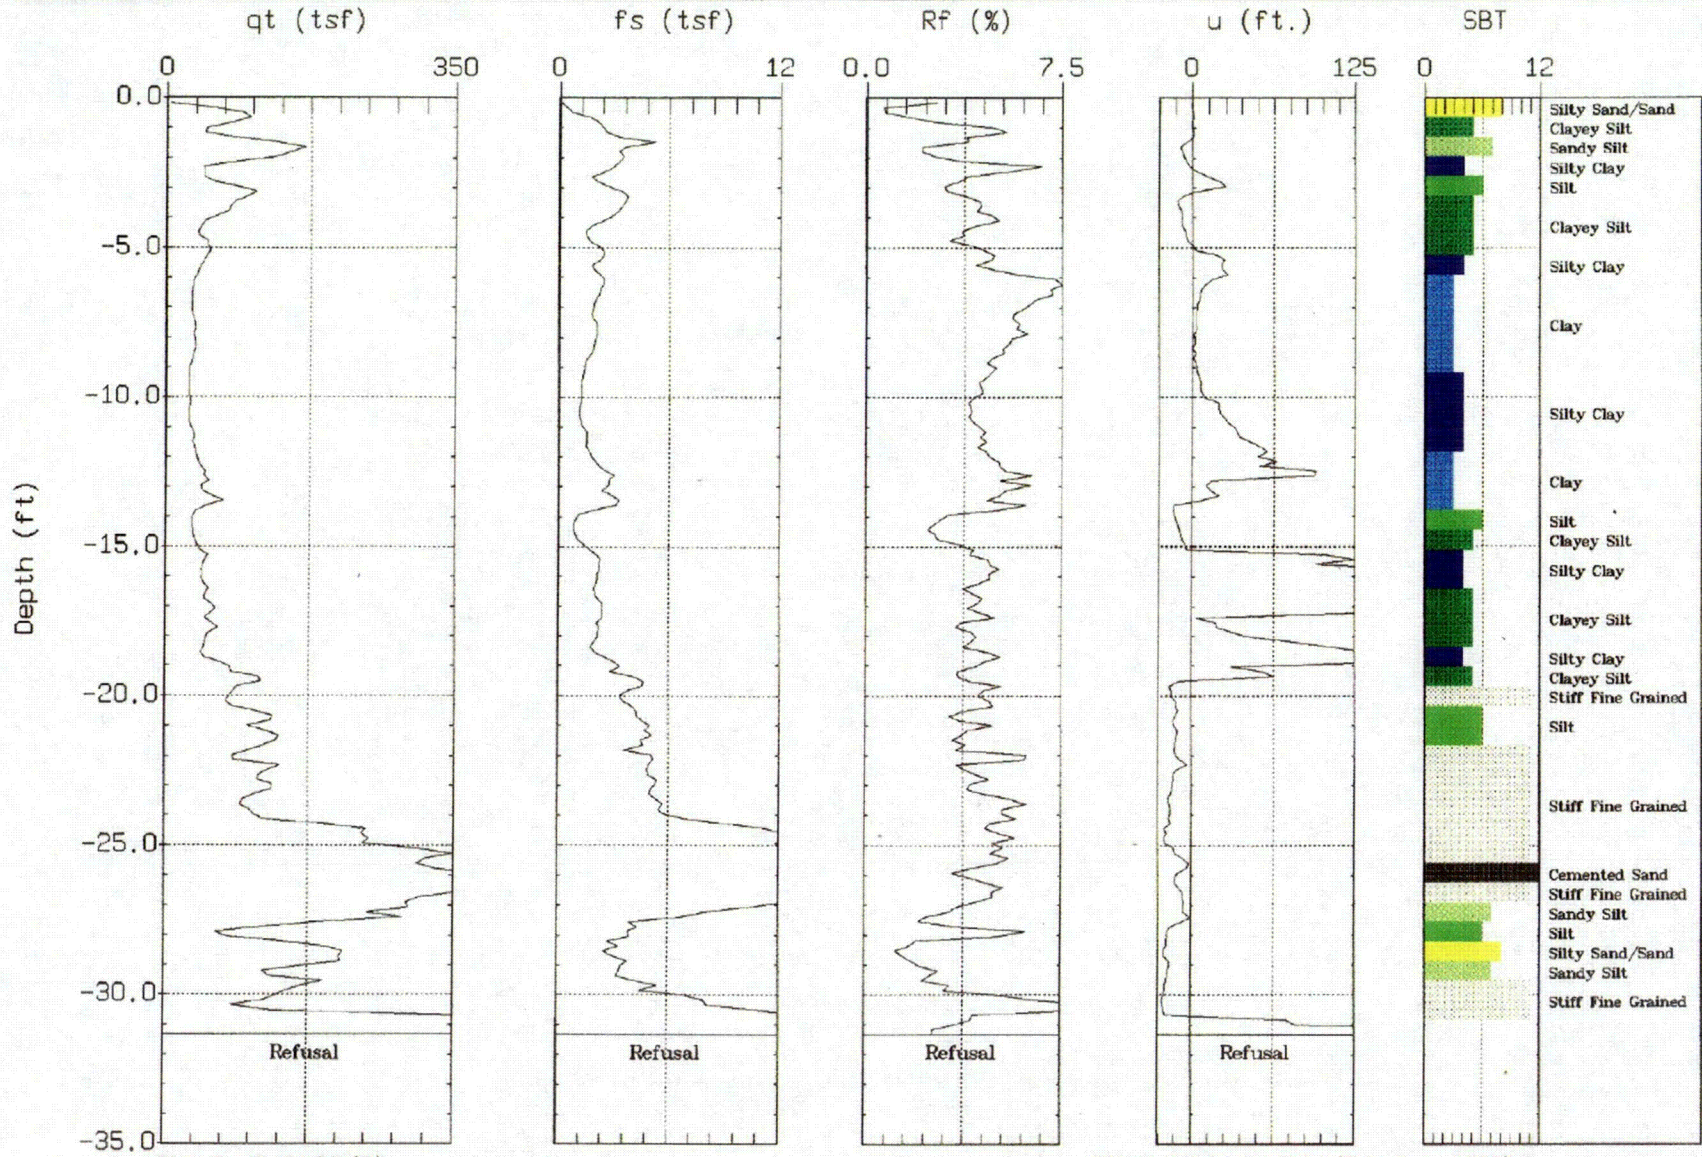 qt (tsf) fs (tsf) Rf (%) u (ft.) SBT
0 350 0 12 0.0 7.5 0 125 0 12
0.0
Silty Sand/Sand
Clayey Silt
Sandy Silt
Silty Clay
Silt
Clayey Silt
-5.0
Silty Clay
Clay
-10.0
Silty Clay
Clay
Silt
Clayey Silt
-15.0
Silty Clay
Depth (ft)
Clayey Silt
Silty Clay
Clayey Silt
-20.0
Stiff Fine Grained
Silt
Stiff Fine Grained
-25.0
Cemented Sand
Stiff Fine Grained
Sandy Silt
Silt
Silty Sand/Sand
Sandy Silt
-30.0
Stiff Fine Grained
Refusal Refusal Refusal Refusal
-35.0